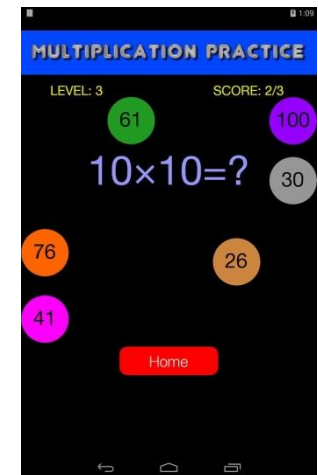 1:09
MULTIPLICATION PRACTICE
LEVEL: 3 SCORE: 2/3
61 100
10×10=?
30
76
26
41
Home